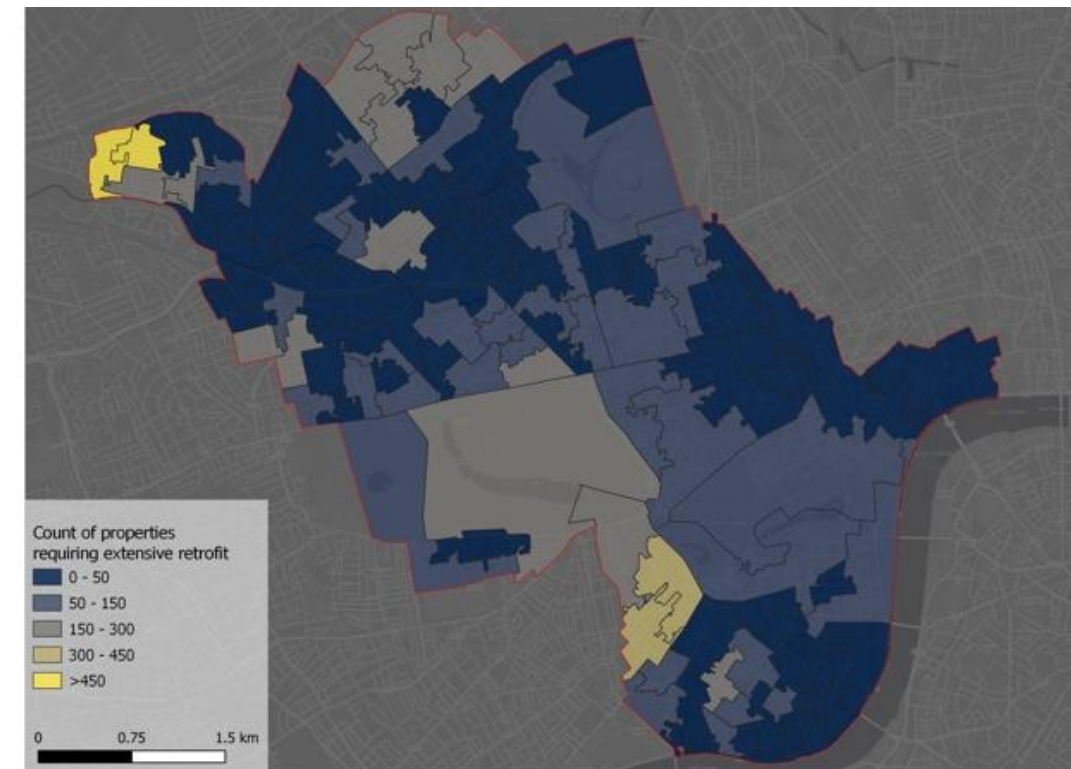 Count of properties
requiring extensive retrofit
0 - 50
50 - 150
150 - 300
300 - 450
>450
0 0.75 1.5 km